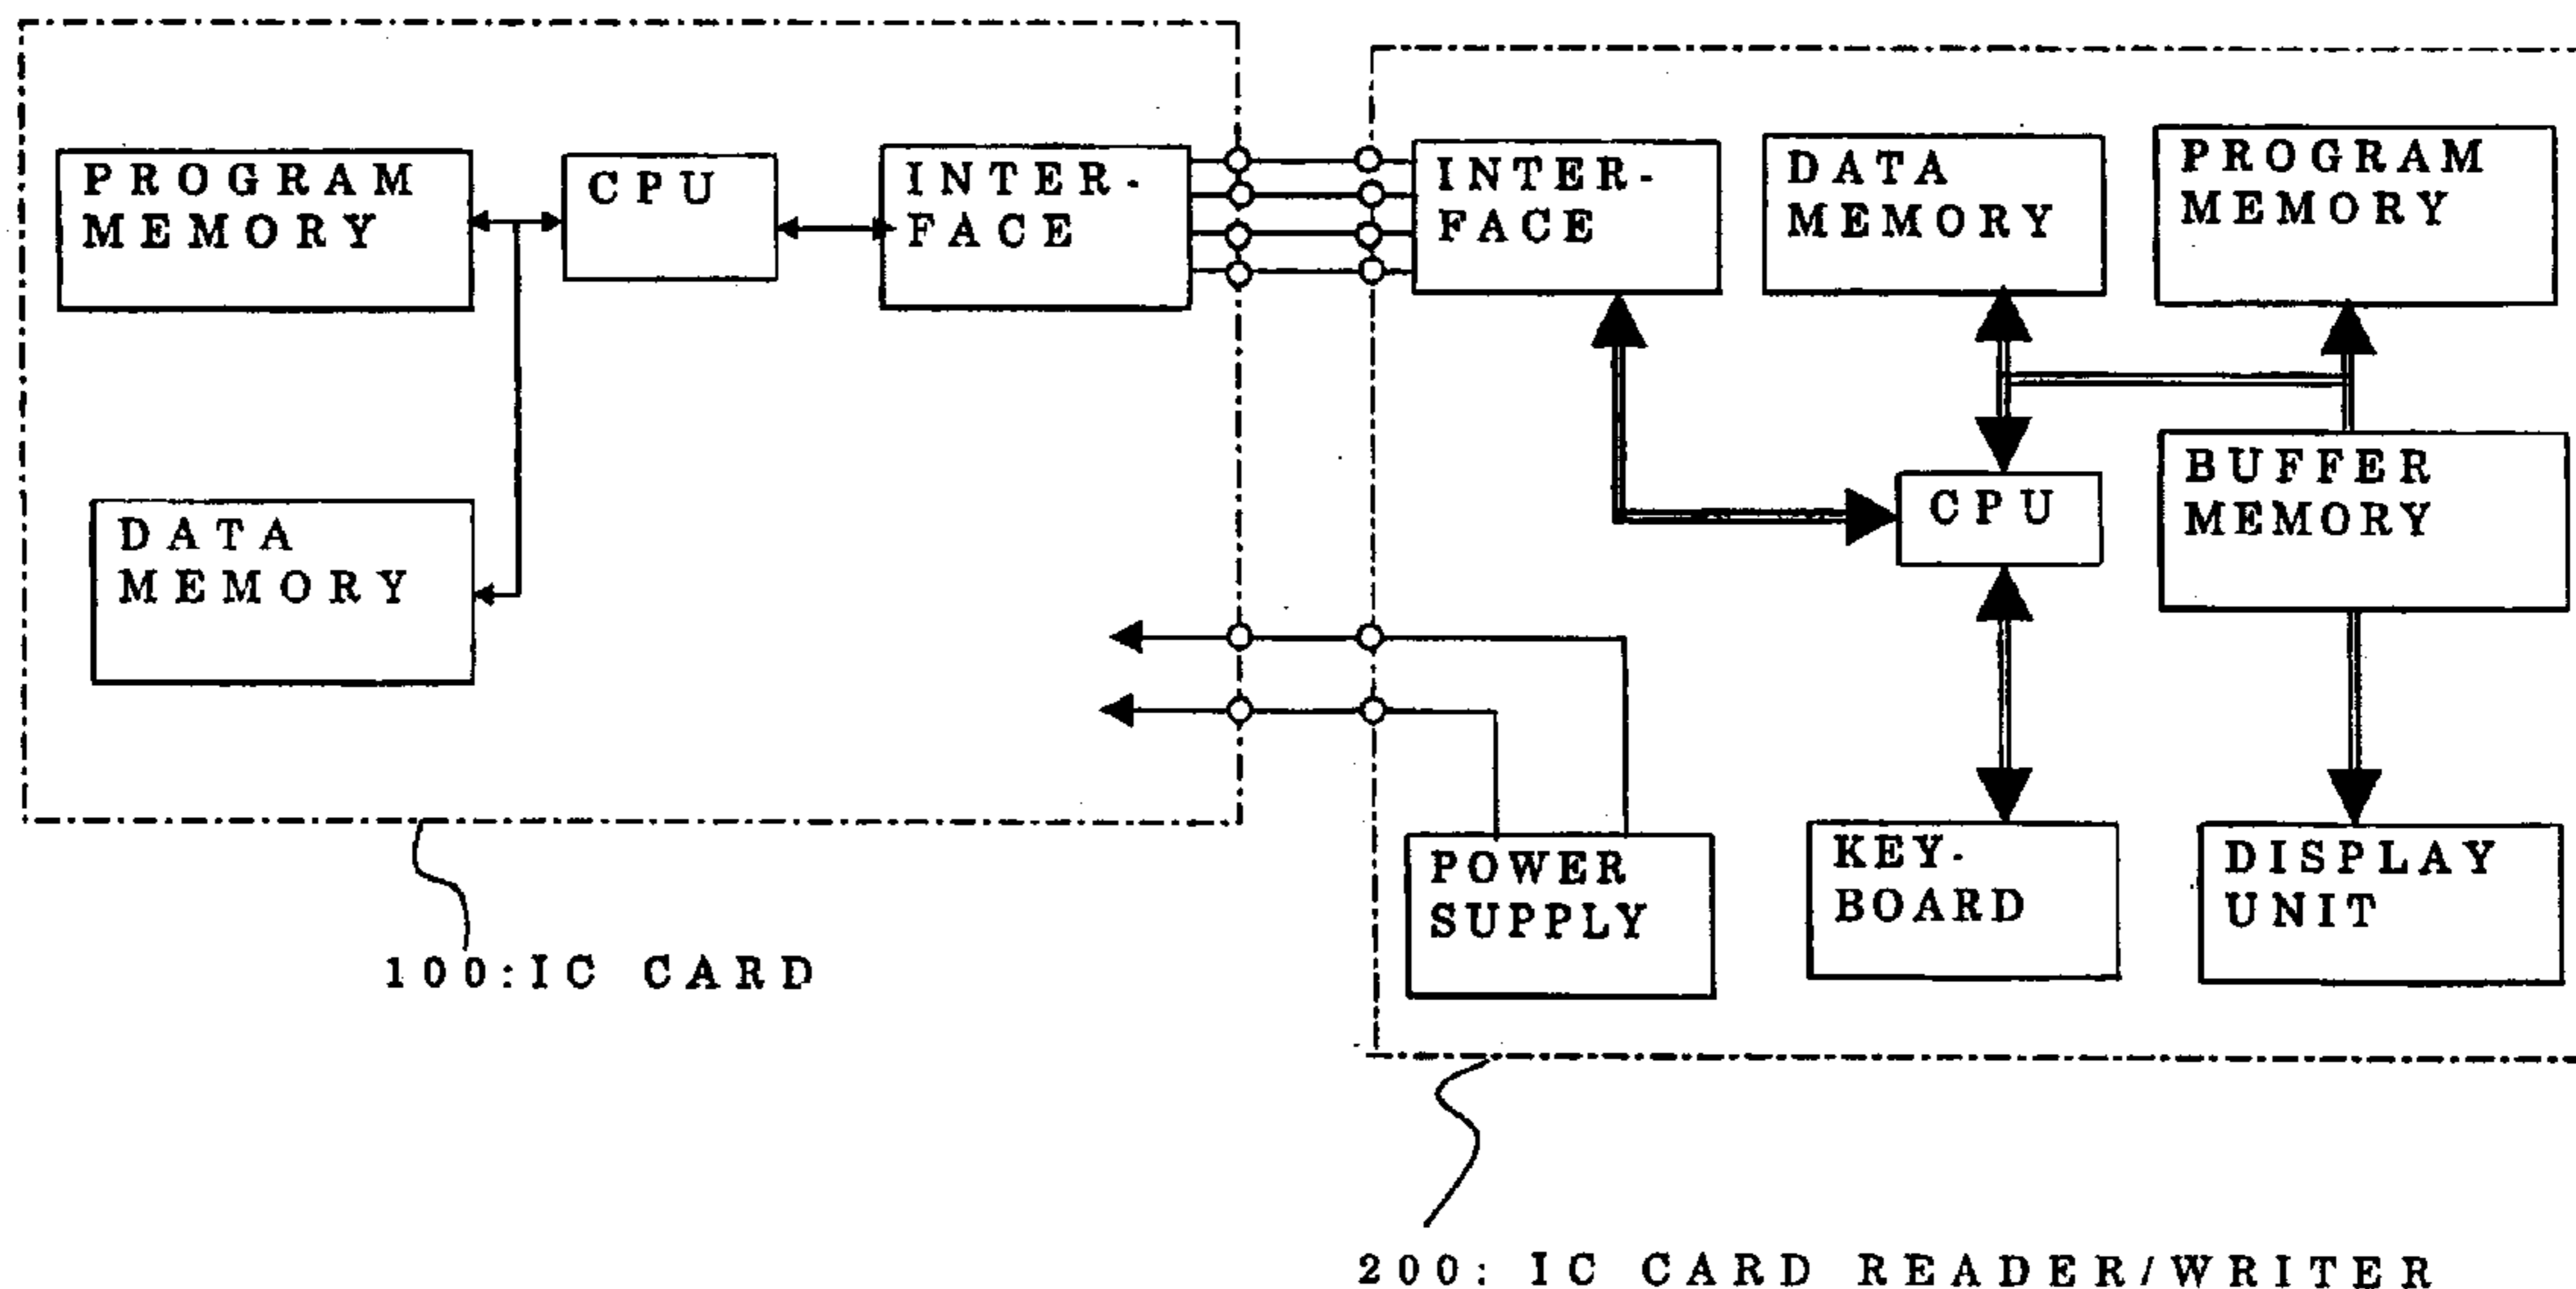 PROGRAM
MEMORY
CPU
INTER-
FACE
DATA
MEMORY
100:IC CARD
INTER-
FACE
DATA
MEMORY
PROGRAM
MEMORY
CPU
BUFFER
MEMORY
POWER
SUPPLY
KEY-
BOARD
DISPLAY
UNIT
200: IC CARD READER/WRITER